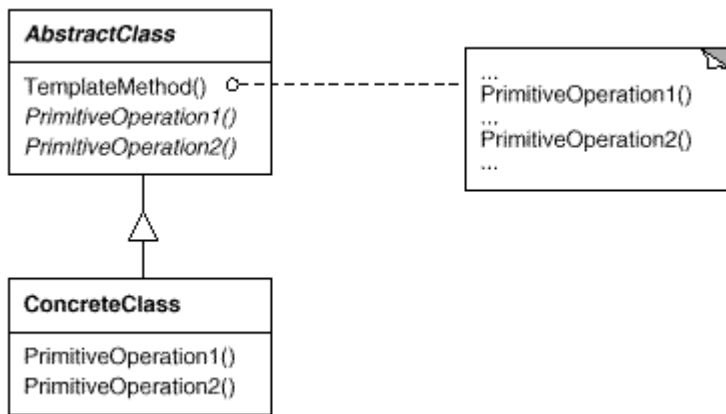 AbstractClass
TemplateMethod()
PrimitiveOperation1()
PrimitiveOperation2()
...
PrimitiveOperation1()
...
PrimitiveOperation2()
...
ConcreteClass
PrimitiveOperation1()
PrimitiveOperation2()